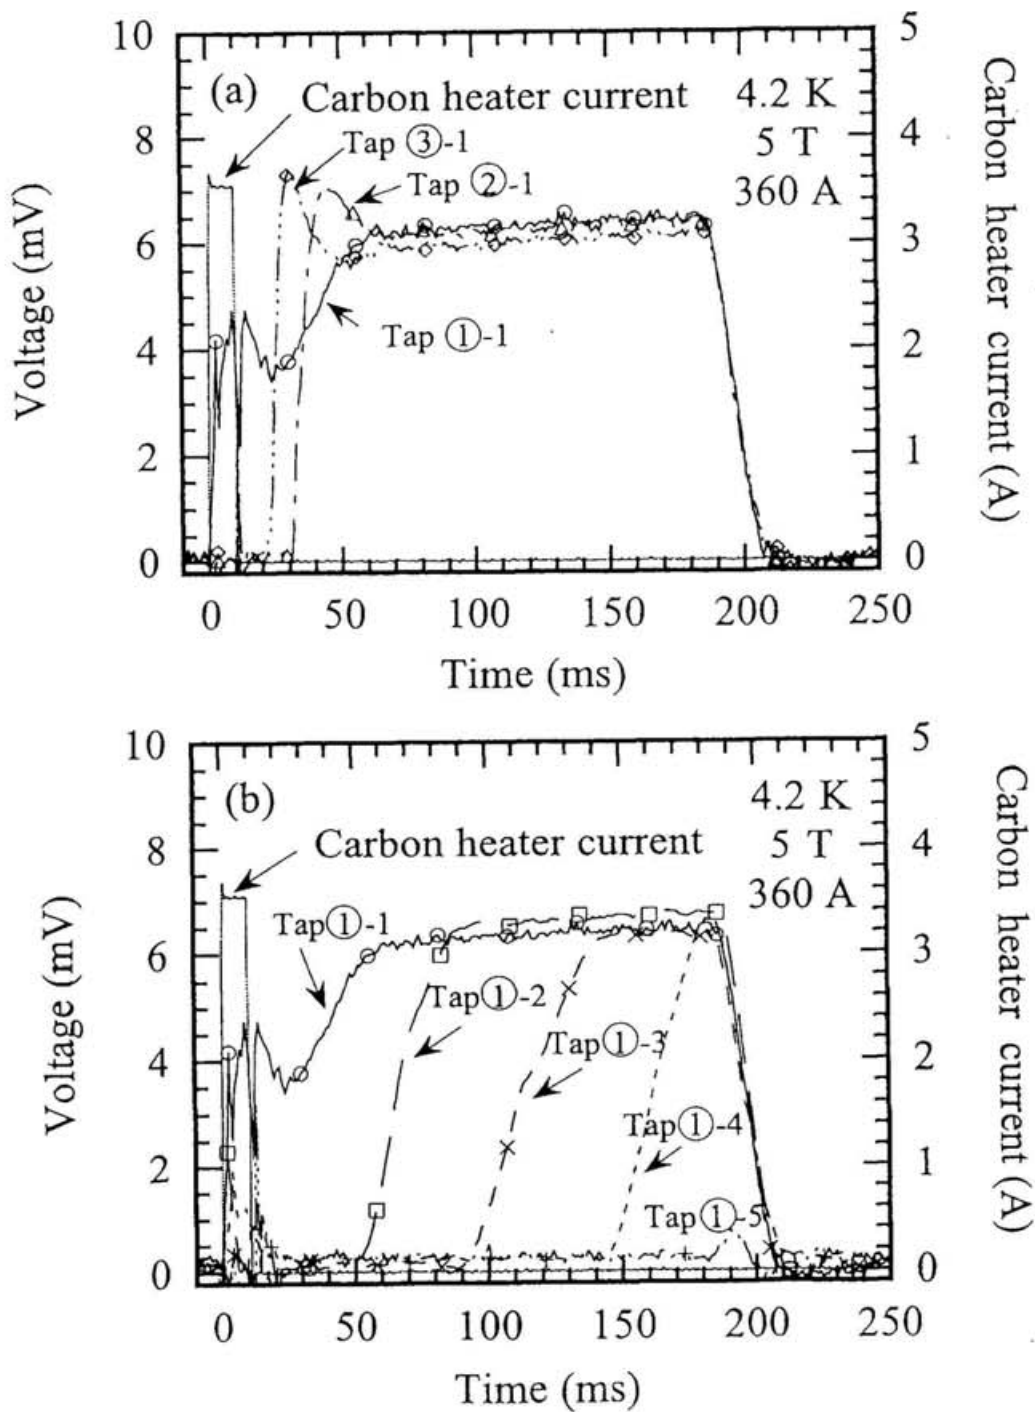 10
8
6
4
2
0
Voltage (mV)
(a)
Carbon heater current
4.2 K
5 T
360 A
Tap ③-1
Tap ②-1
Tap ①-1
5
4
3
2
1
0
Carbon heater current (A)
0 50 100 150 200 250
Time (ms)
10
8
6
4
2
0
Voltage (mV)
(b)
Carbon heater current
4.2 K
5 T
360 A
Tap①-1
Tap①-2
Tap①-3
Tap①-4
Tap①-5
5
4
3
2
1
0
Carbon heater current (A)
0 50 100 150 200 250
Time (ms)